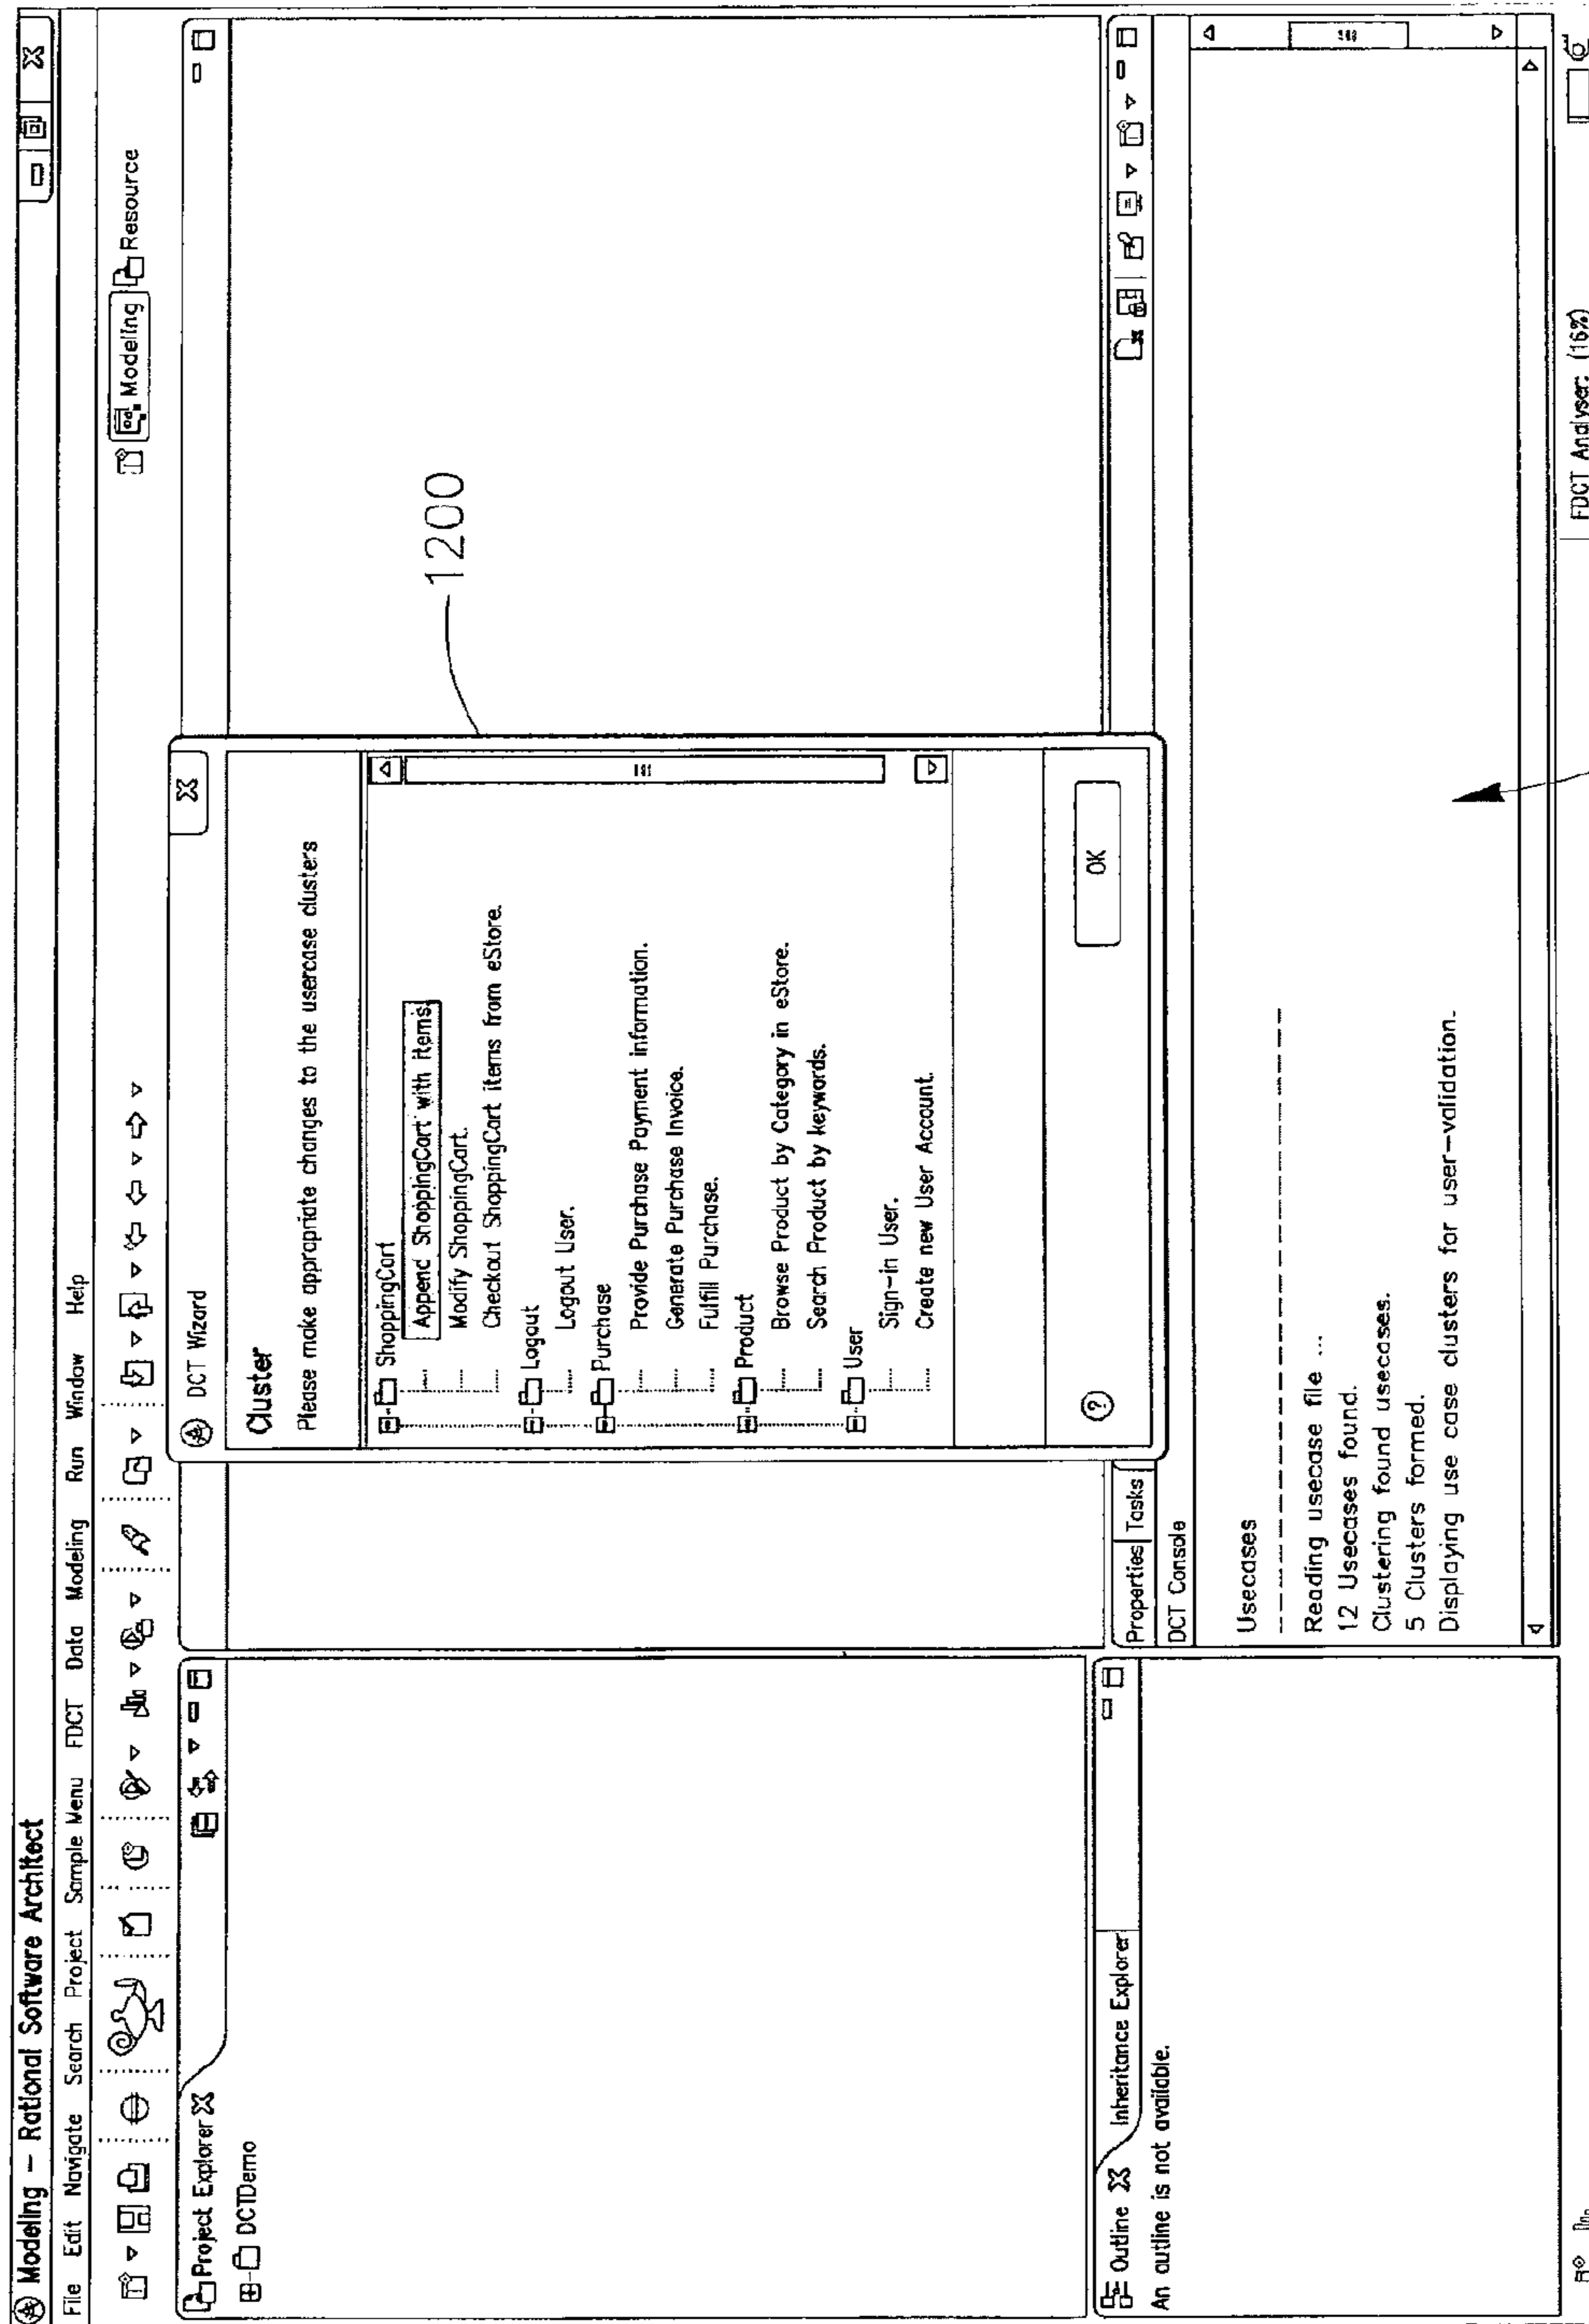 Modeling – Rational Software Architect
File Edit Navigate Search Project Sample Menu FDCT Data Modeling Run Window Help
Modeling Resource
Project Explorer
DCTDemo
DCT Wizard
Cluster
Please make appropriate changes to the usercase clusters
ShoppingCart
Append ShoppingCart with items
Modify ShoppingCart.
Checkout ShoppingCart items from eStore.
Logout
Logout User.
Purchase
Provide Purchase Payment information.
Generate Purchase Invoice.
Fulfill Purchase.
Product
Browse Product by Category in eStore.
Search Product by keywords.
User
Sign-in User.
Create new User Account.
OK
1200
Outline Inheritance Explorer
An outline is not available.
Properties Tasks
DCT Console
Usecases
Reading usecase file ...
12 Usecases found.
Clustering found usecases.
5 Clusters formed.
Displaying use case clusters for user-validation.
FDCT Analyser: (16%)